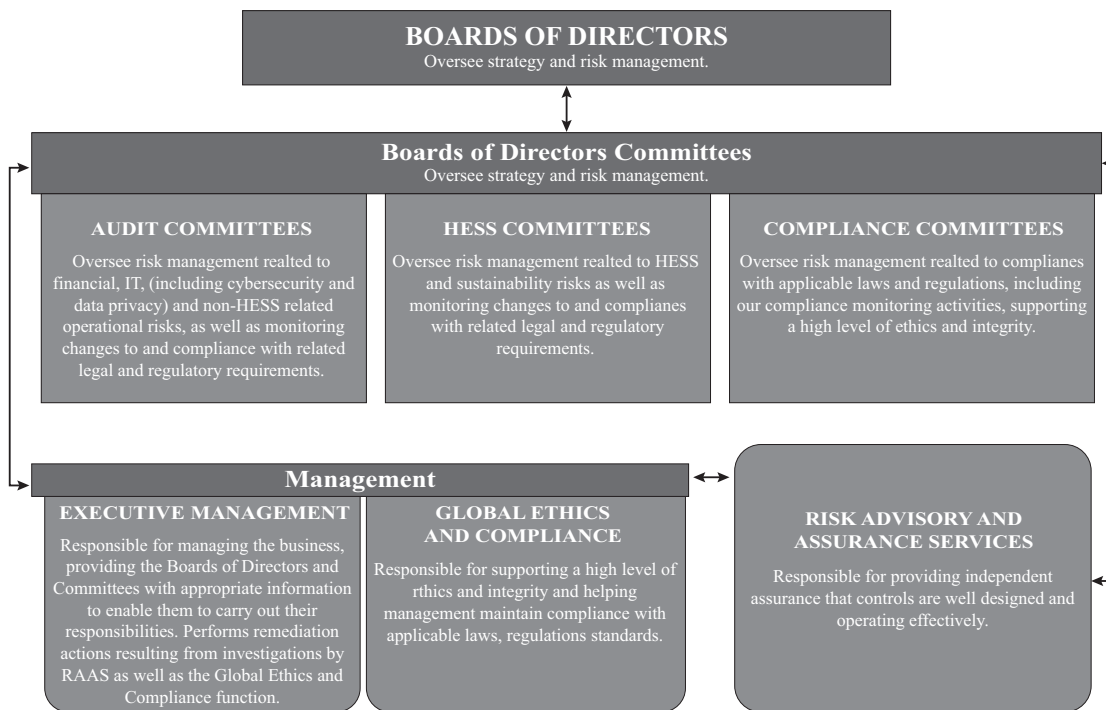 BOARDS OF DIRECTORS
Oversee strategy and risk management.
Boards of Directors Committees
Oversee strategy and risk management.
AUDIT COMMITTEES
Oversee risk management realted to
financial, IT, (including cybersecurity and
data privacy) and non-HESS related
operational risks, as well as monitoring
changes to and compliance with related
legal and regulatory requirements.
HESS COMMITTEES
Oversee risk management realted to HESS
and sustainability risks as well as
monitoring changes to and complianes
with related legal and regulatory
requirements.
COMPLIANCE COMMITTEES
Oversee risk management realted to complianes
with applicable laws and regulations, including
our compliance monitoring activities, supporting
a high level of ethics and integrity.
Management
EXECUTIVE MANAGEMENT
Responsible for managing the business,
providing the Boards of Directors and
Committees with appropriate information
to enable them to carry out their
responsibilities. Performs remediation
actions resulting from investigations by
RAAS as well as the Global Ethics and
Compliance function.
GLOBAL ETHICS
AND COMPLIANCE
Responsible for supporting a high level of
rthics and integrity and helping
management maintain compliance with
applicable laws, regulations standards.
RISK ADVISORY AND
ASSURANCE SERVICES
Responsible for providing independent
assurance that controls are well designed and
operating effectively.